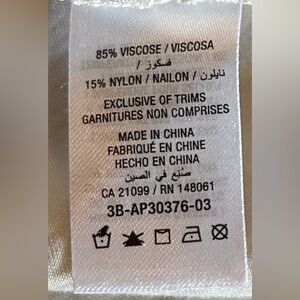 85% VISCOSE / VISCOSA
فسكوز /
15% NYLON / NAILON / نايلون
EXCLUSIVE OF TRIMS
GARNITURES NON COMPRISES
MADE IN CHINA
FABRIQUÉ EN CHINE
HECHO EN CHINA
صنع في الصين
CA 21099 / RN 148061
3B-AP30376-03